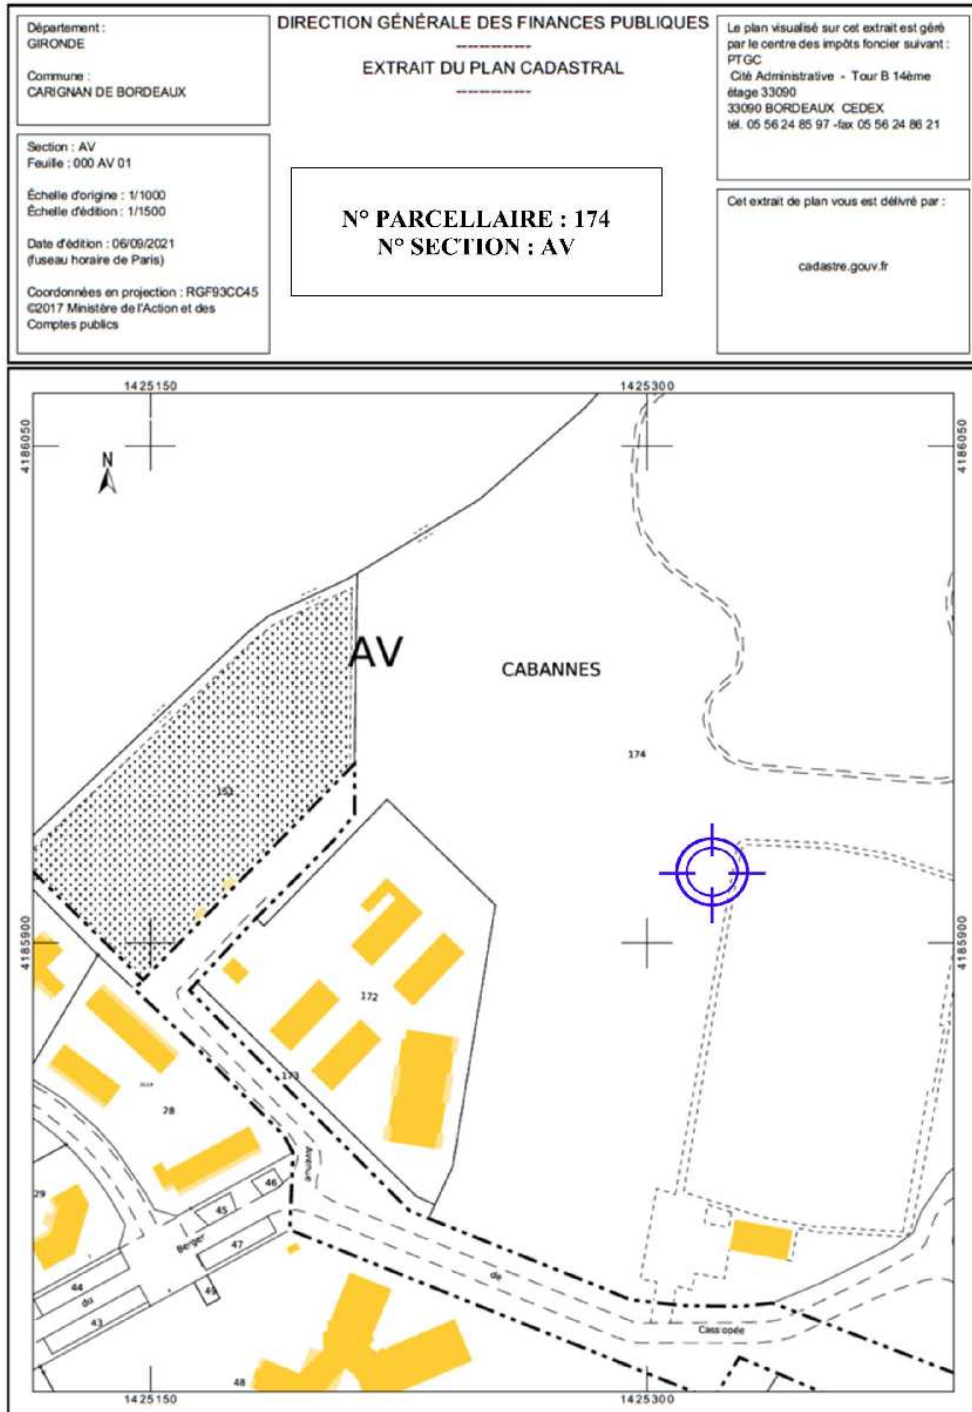 Département :
GIRONDE
Commune :
CARIGNAN DE BORDEAUX
Section : AV
Feuille : 000 AV 01
Échelle d'origine : 1/1000
Échelle d'édition : 1/1500
Date d'édition : 06/09/2021
(fuseau horaire de Paris)
Coordonnées en projection : RGF93CC45
©2017 Ministère de l'Action et des
Comptes publics
DIRECTION GÉNÉRALE DES FINANCES PUBLIQUES
-------------
EXTRAIT DU PLAN CADASTRAL
-------------
N° PARCELLAIRE : 174
N° SECTION : AV
Le plan visualisé sur cet extrait est géré
par le centre des impôts foncier suivant :
PTGC
Cité Administrative - Tour B 14ème
étage 33090
33090 BORDEAUX CEDEX
tél. 05 56 24 85 97 -fax 05 56 24 86 21
Cet extrait de plan vous est délivré par :
cadastre.gouv.fr
1425150
1425300
4186050
4186050
N
AV
CABANNES
174
4185900
4185900
172
173
28
Avenue
29
46
45
Berger
47
44
49
du
43
de
Cassiopée
48
1425150
1425300